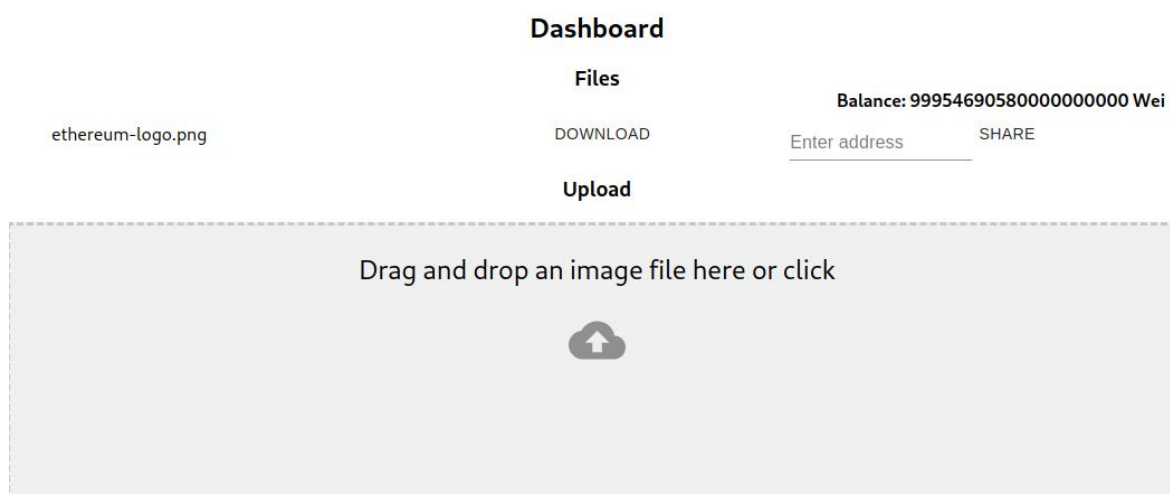 Dashboard
Files
Balance: 99954690580000000000 Wei
ethereum-logo.png DOWNLOAD Enter address SHARE
Upload
Drag and drop an image file here or click